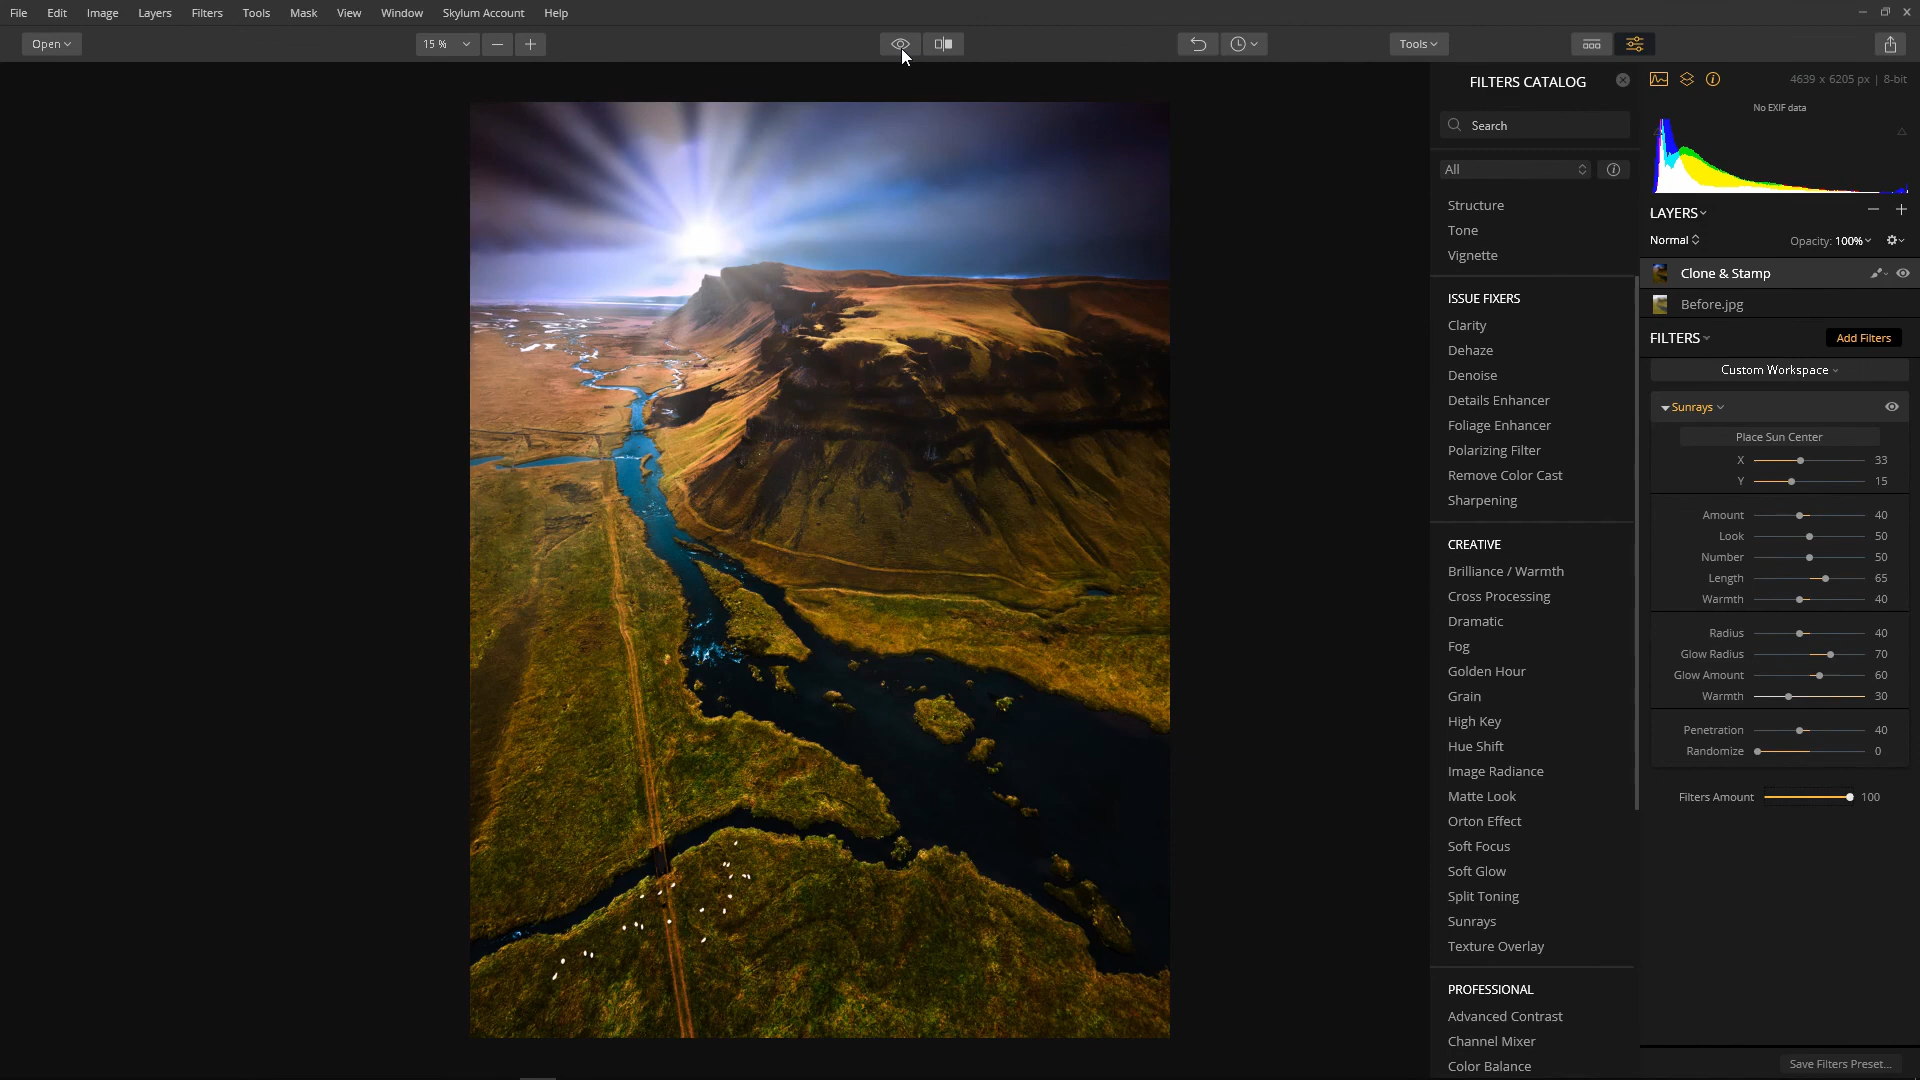 File Edit Image Layers Filters Tools Mask View Window Skylum Account Help
Open 15 % Tools
FILTERS CATALOG
Search
All
Structure
Tone
Vignette
ISSUE FIXERS
Clarity
Dehaze
Denoise
Details Enhancer
Foliage Enhancer
Polarizing Filter
Remove Color Cast
Sharpening
CREATIVE
Brilliance / Warmth
Cross Processing
Dramatic
Fog
Golden Hour
Grain
High Key
Hue Shift
Image Radiance
Matte Look
Orton Effect
Soft Focus
Soft Glow
Split Toning
Sunrays
Texture Overlay
PROFESSIONAL
Advanced Contrast
Channel Mixer
Color Balance
4639 x 6205 px | 8-bit
No EXIF data
LAYERS
Normal Opacity: 100%
Clone & Stamp
Before.jpg
FILTERS Add Filters
Custom Workspace
Sunrays
Place Sun Center
X 33
Y 15
Amount 40
Look 50
Number 50
Length 65
Warmth 40
Radius 40
Glow Radius 70
Glow Amount 60
Warmth 30
Penetration 40
Randomize 0
Filters Amount 100
Save Filters Preset...